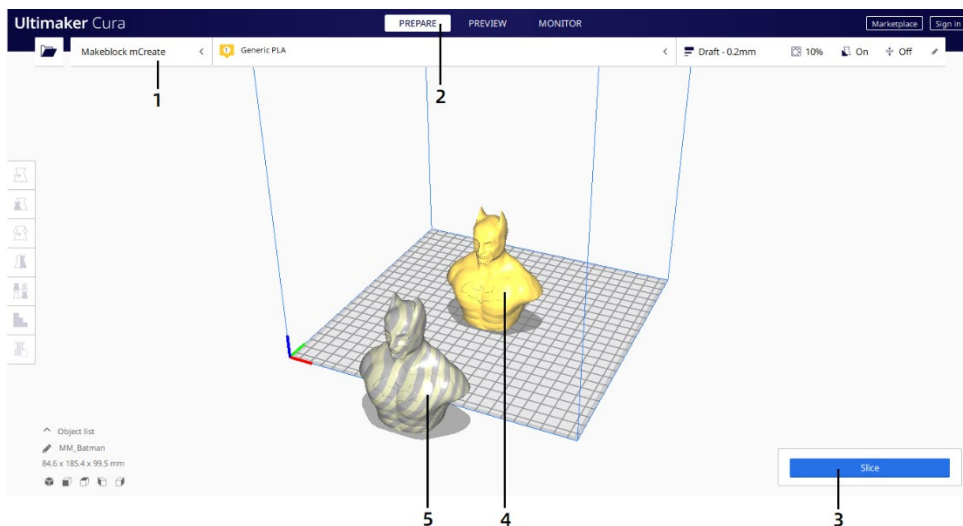 Ultimaker Cura
PREPARE PREVIEW MONITOR
Marketplace Sign in
Makeblock mCreate
1 Generic PLA
Draft - 0.2mm 10% On Off
1
2
Object list
MM_Batman
84.6 x 185.4 x 99.5 mm
Slice
5
4
3